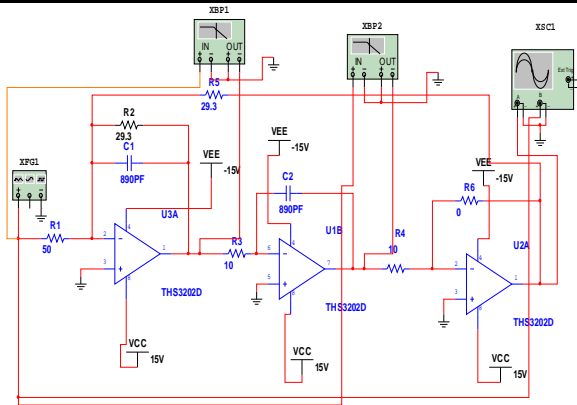 XBP1
XBP2
XSC1
IN OUT
IN OUT
Ext Trig
A B
R5
29.3
R2
29.3
C1
890PF
VEE
-15V
VEE
-15V
C2
890PF
VEE
-15V
R6
0
XFG1
R1
50
U3A
2
3
4
8
1
THS3202D
R3
10
U1B
6
5
4
8
7
THS3202D
R4
10
U2A
2
3
4
8
1
THS3202D
VCC
15V
VCC
15V
VCC
15V